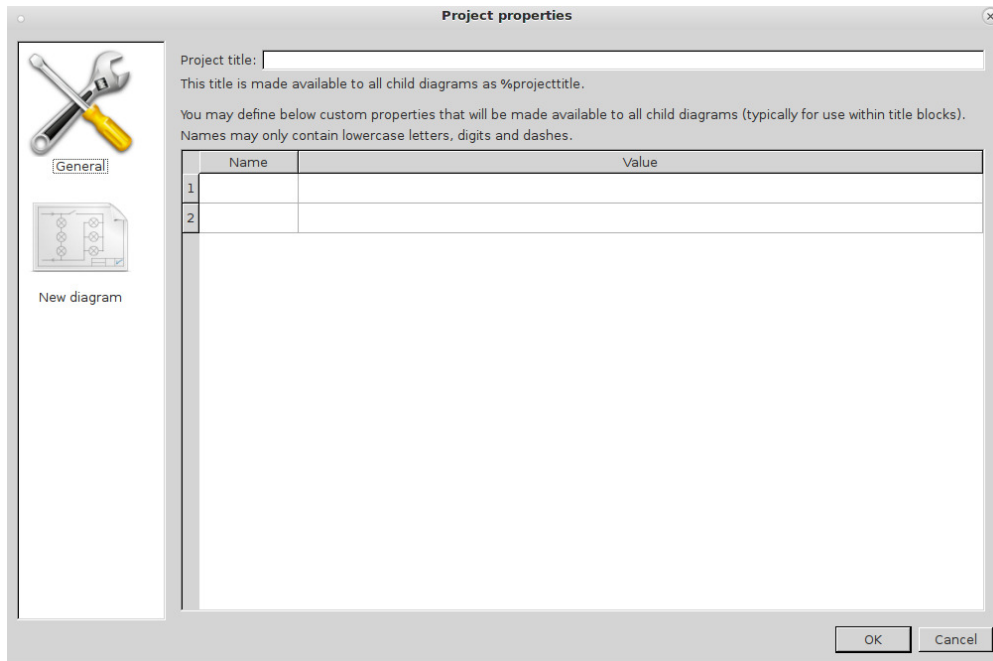 Project properties
General
New diagram
Project title:
This title is made available to all child diagrams as %projecttitle.
You may define below custom properties that will be made available to all child diagrams (typically for use within title blocks).
Names may only contain lowercase letters, digits and dashes.
Name Value
1
2
OK Cancel